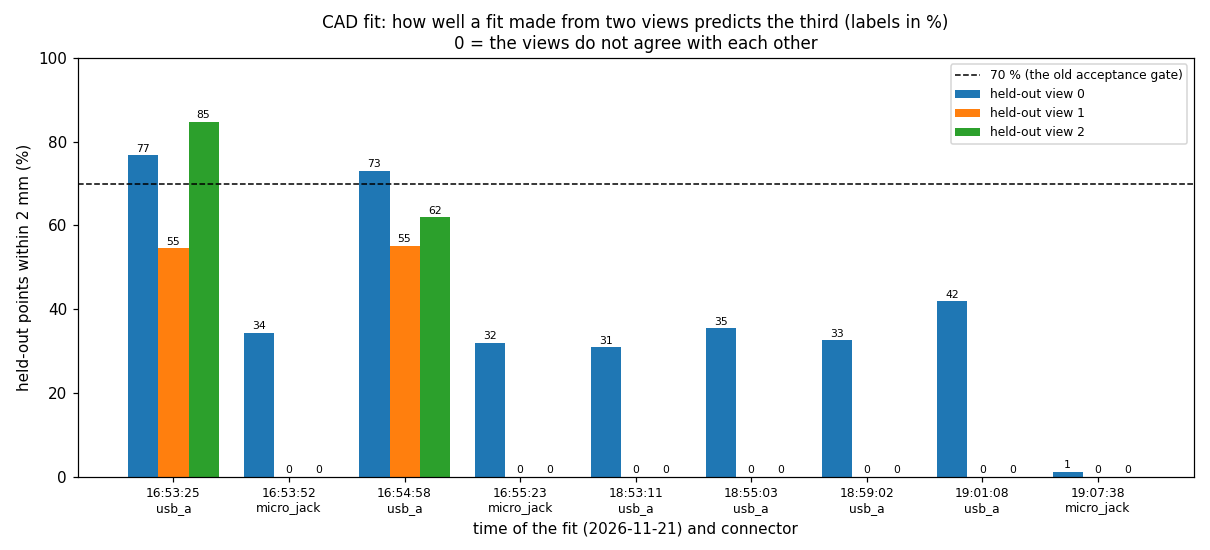 CAD fit: how well a fit made from two views predicts the third (labels in %)
0 = the views do not agree with each other
100
80
60
40
20
0
held-out points within 2 mm (%)
70 % (the old acceptance gate)
held-out view 0
held-out view 1
held-out view 2
77
55
85
34
0
0
73
55
62
32
0
0
31
0
0
35
0
0
33
0
0
42
0
0
1
0
0
16:53:25
usb_a
16:53:52
micro_jack
16:54:58
usb_a
16:55:23
micro_jack
18:53:11
usb_a
18:55:03
usb_a
18:59:02
usb_a
19:01:08
usb_a
19:07:38
micro_jack
time of the fit (2026-11-21) and connector